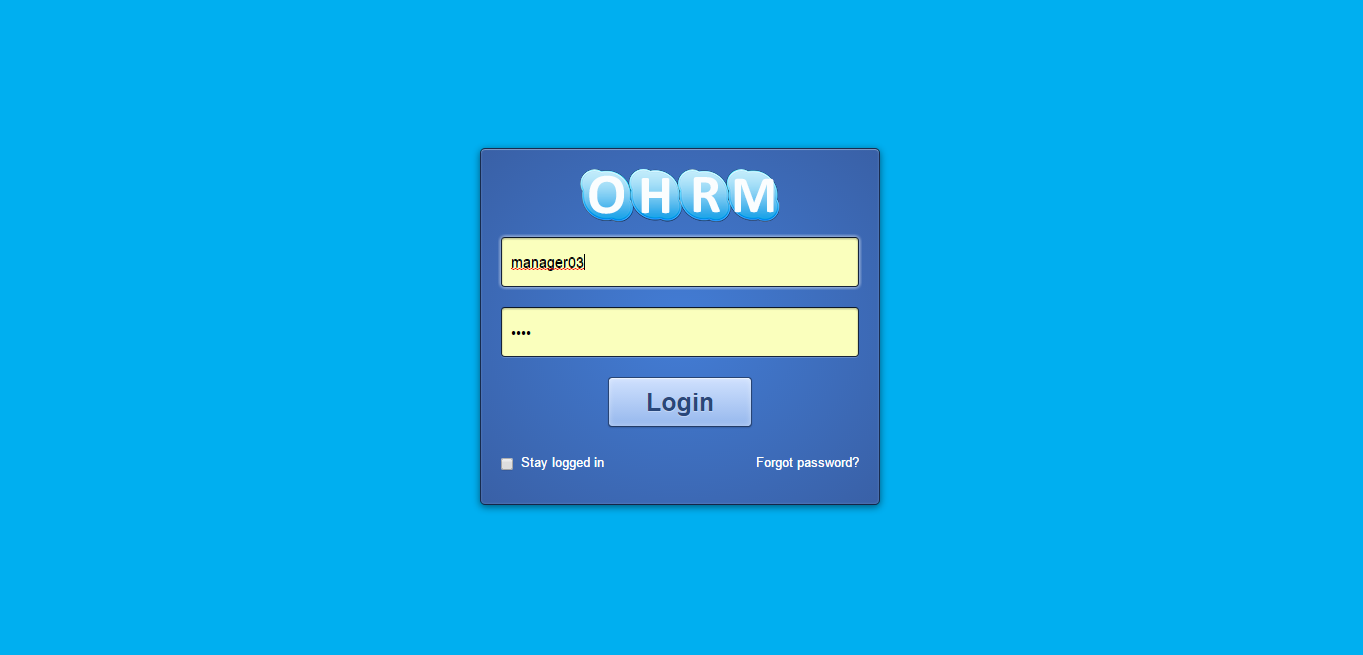 OHRM
manager03
••••
Login
Stay logged in
Forgot password?